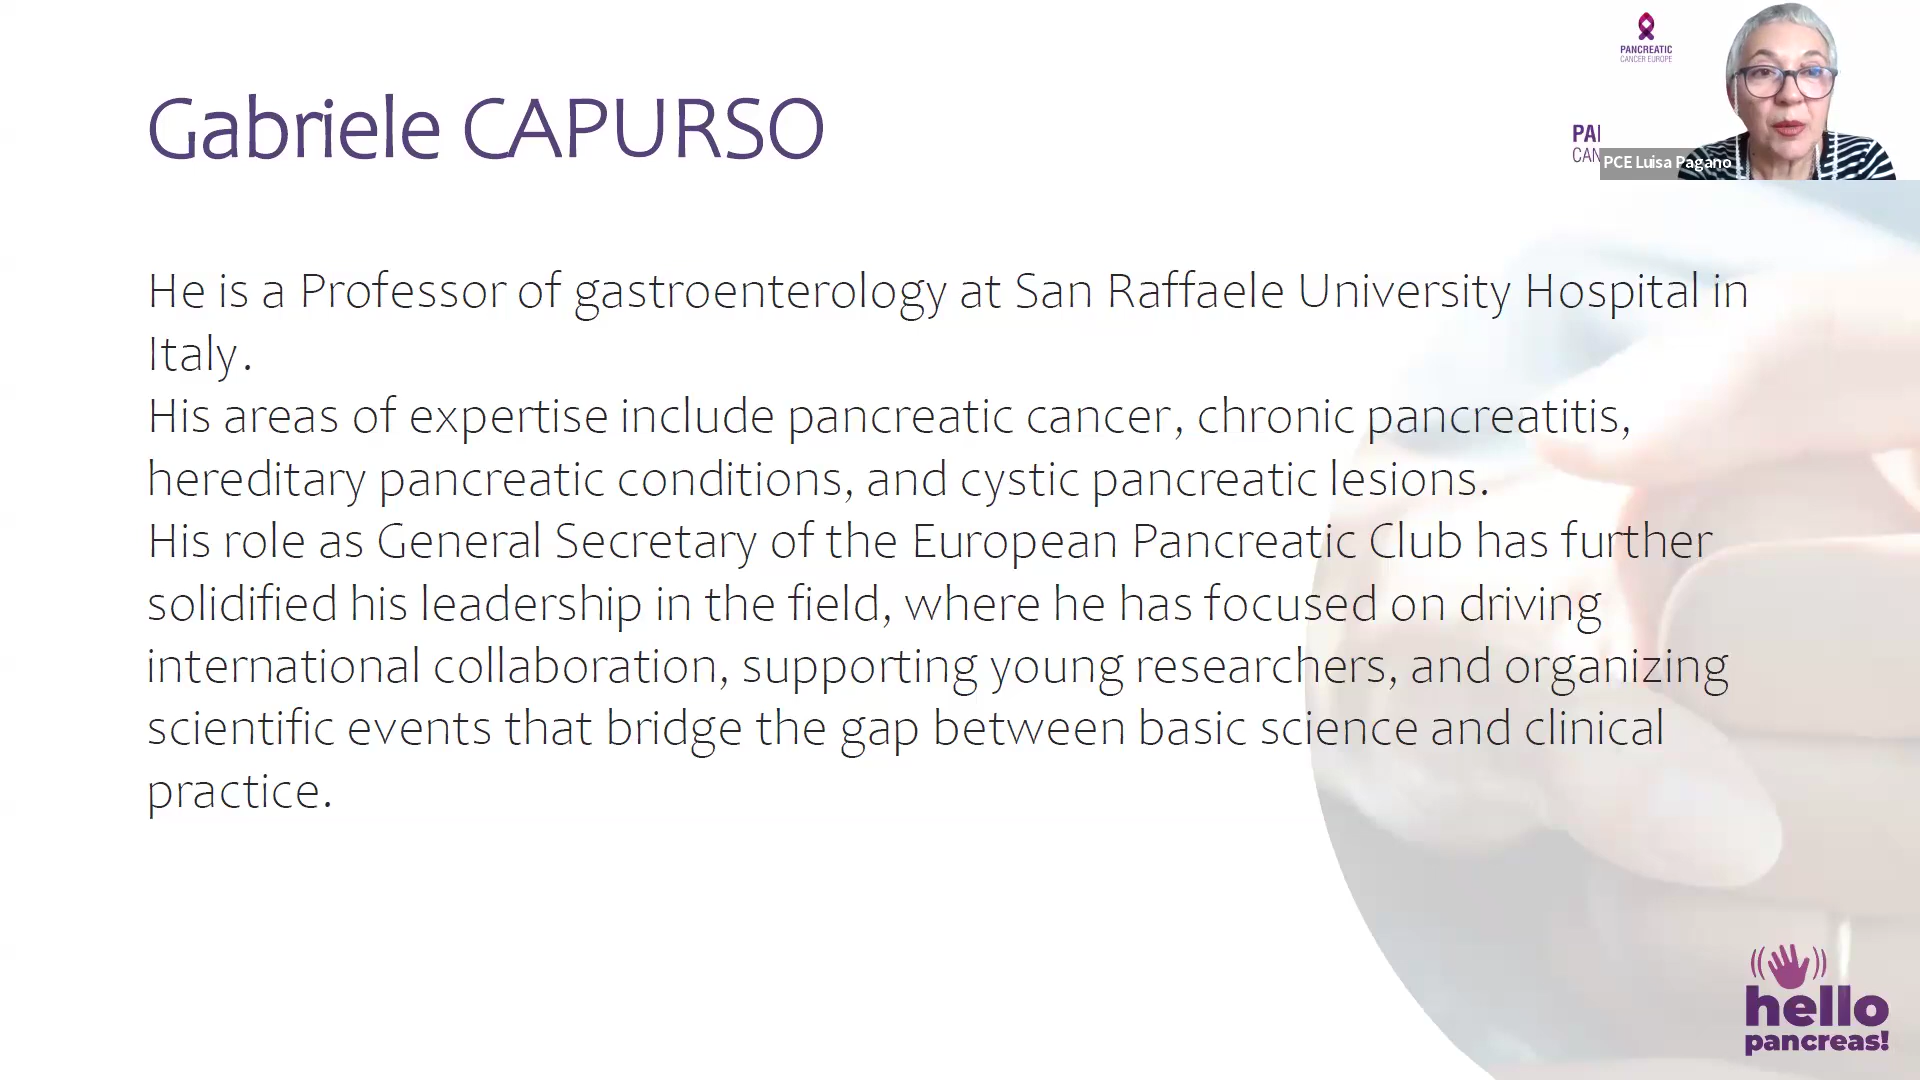 Gabriele CAPURSO
PANCREATIC
CANCER EUROPE
PAI
CAN
PCE Luisa Pagano
He is a Professor of gastroenterology at San Raffaele University Hospital in
Italy.
His areas of expertise include pancreatic cancer, chronic pancreatitis,
hereditary pancreatic conditions, and cystic pancreatic lesions.
His role as General Secretary of the European Pancreatic Club has further
solidified his leadership in the field, where he has focused on driving
international collaboration, supporting young researchers, and organizing
scientific events that bridge the gap between basic science and clinical
practice.
hello
pancreas!